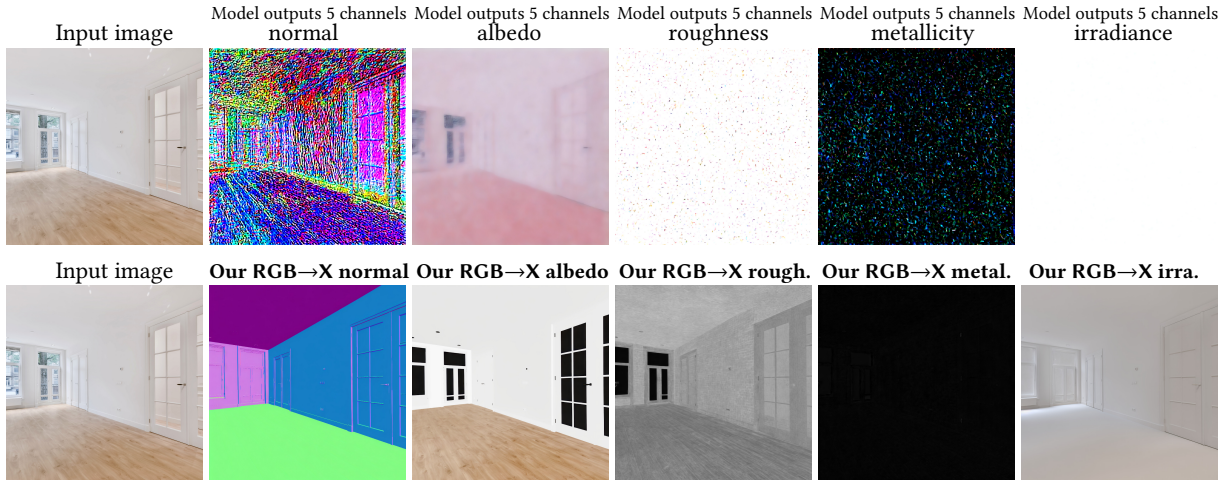 Model outputs 5 channels Model outputs 5 channels Model outputs 5 channels Model outputs 5 channels Model outputs 5 channels
Input image normal albedo roughness metallicity irradiance
Input image Our RGB→X normal Our RGB→X albedo Our RGB→X rough. Our RGB→X metal. Our RGB→X irra.